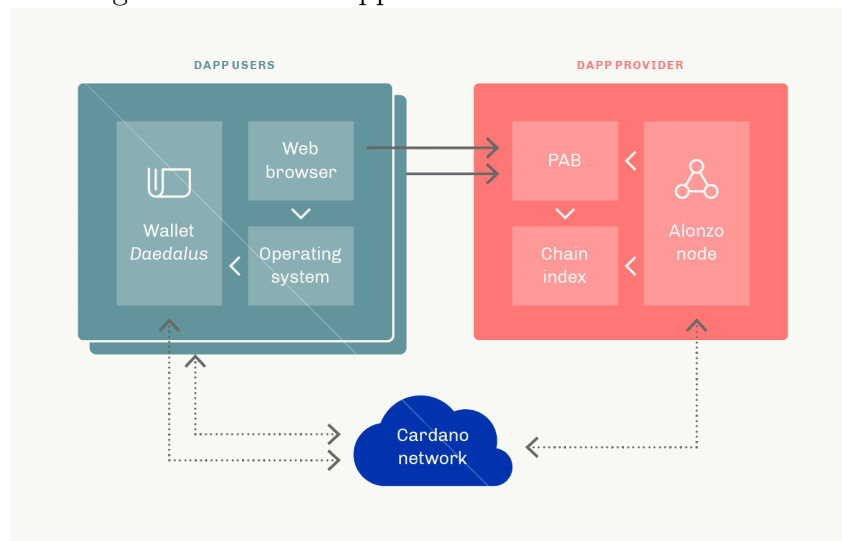 DAPP USERS
DAPP PROVIDER
Web
browser
PAB
Wallet
Daedalus
Operating
system
Chain
index
Alonzo
node
Cardano
network